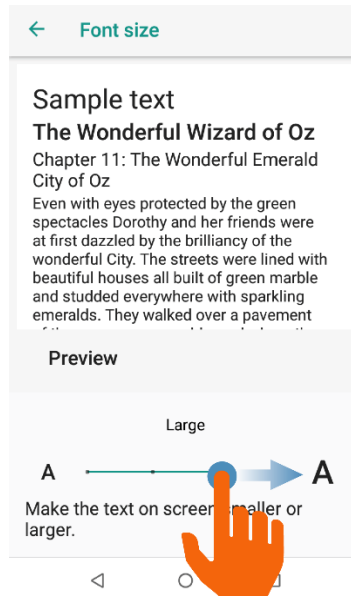 Font size
Sample text
The Wonderful Wizard of Oz
Chapter 11: The Wonderful Emerald
City of Oz
Even with eyes protected by the green
spectacles Dorothy and her friends were
at first dazzled by the brilliancy of the
wonderful City. The streets were lined with
beautiful houses all built of green marble
and studded everywhere with sparkling
emeralds. They walked over a pavement
Preview
Large
A A
Make the text on screen smaller or
larger.